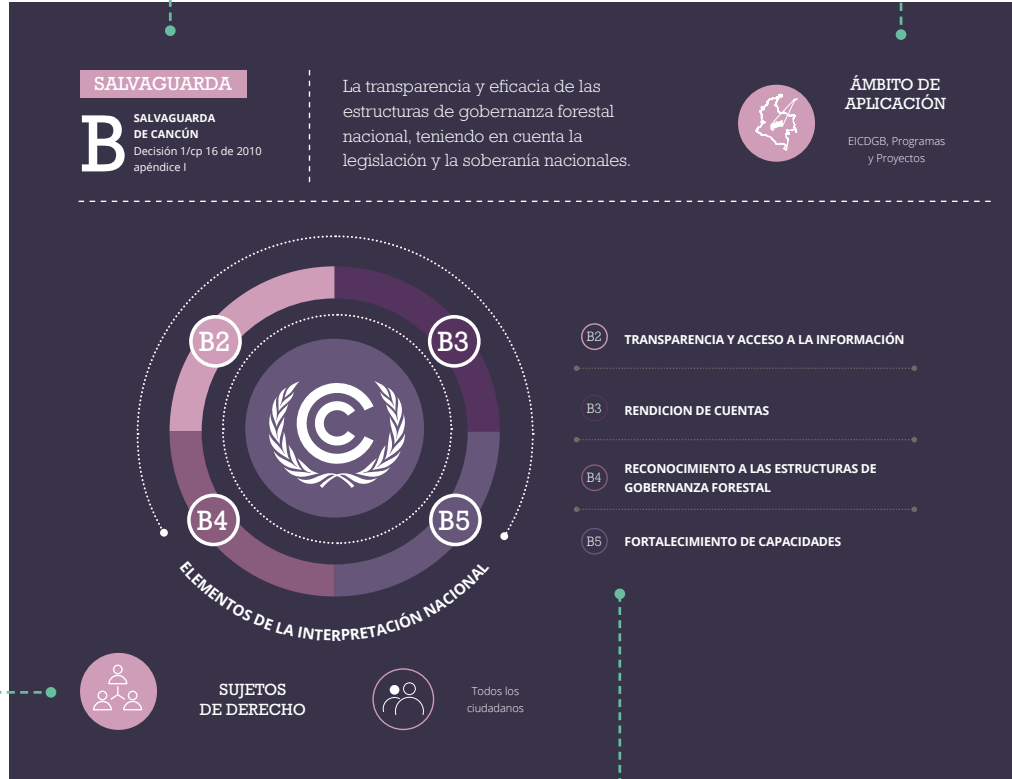 SALVAGUARDA
B
SALVAGUARDA
DE CANCÚN
Decisión 1/cp 16 de 2010
apéndice I
La transparencia y eficacia de las
estructuras de gobernanza forestal
nacional, teniendo en cuenta la
legislación y la soberanía nacionales.
ÁMBITO DE
APLICACIÓN
EICDGB, Programas
y Proyectos
B2
B3
B4
B5
ELEMENTOS DE LA INTERPRETACIÓN NACIONAL
B2 TRANSPARENCIA Y ACCESO A LA INFORMACIÓN
B3 RENDICION DE CUENTAS
B4 RECONOCIMIENTO A LAS ESTRUCTURAS DE
GOBERNANZA FORESTAL
B5 FORTALECIMIENTO DE CAPACIDADES
SUJETOS
DE DERECHO
Todos los
ciudadanos